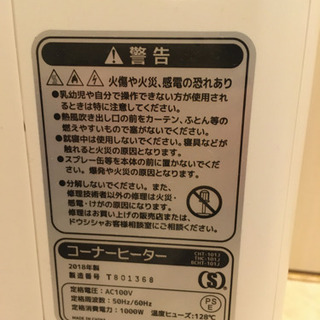 警告
火傷や火災、感電の恐れあり
●乳幼児や自分で操作できない方が使用され
るときは特に注意してください。
●熱風吹き出し口の前をカーテン、ふとん等の
燃えやすいもので塞がないでください。
●就寝中は使用しないでください。寝具などが
触れると火災の原因となります。
●スプレー缶等を本体の前に置かないでくだ
さい。爆発や火災の原因となります。
●分解しないでください。また、
修理技術者以外の修理は火災・
感電・けがの原因になります。
修理はお買い上げの販売店または
ドウシシャお客様相談室にご相談ください。
コーナーヒーター
CHT-1012
2018年製
製造番号 T801368
定格電圧：AC100V
定格周波数：50Hz/60Hz
定格消費電力：1000W 温度ヒューズ：128℃
S
PS
E